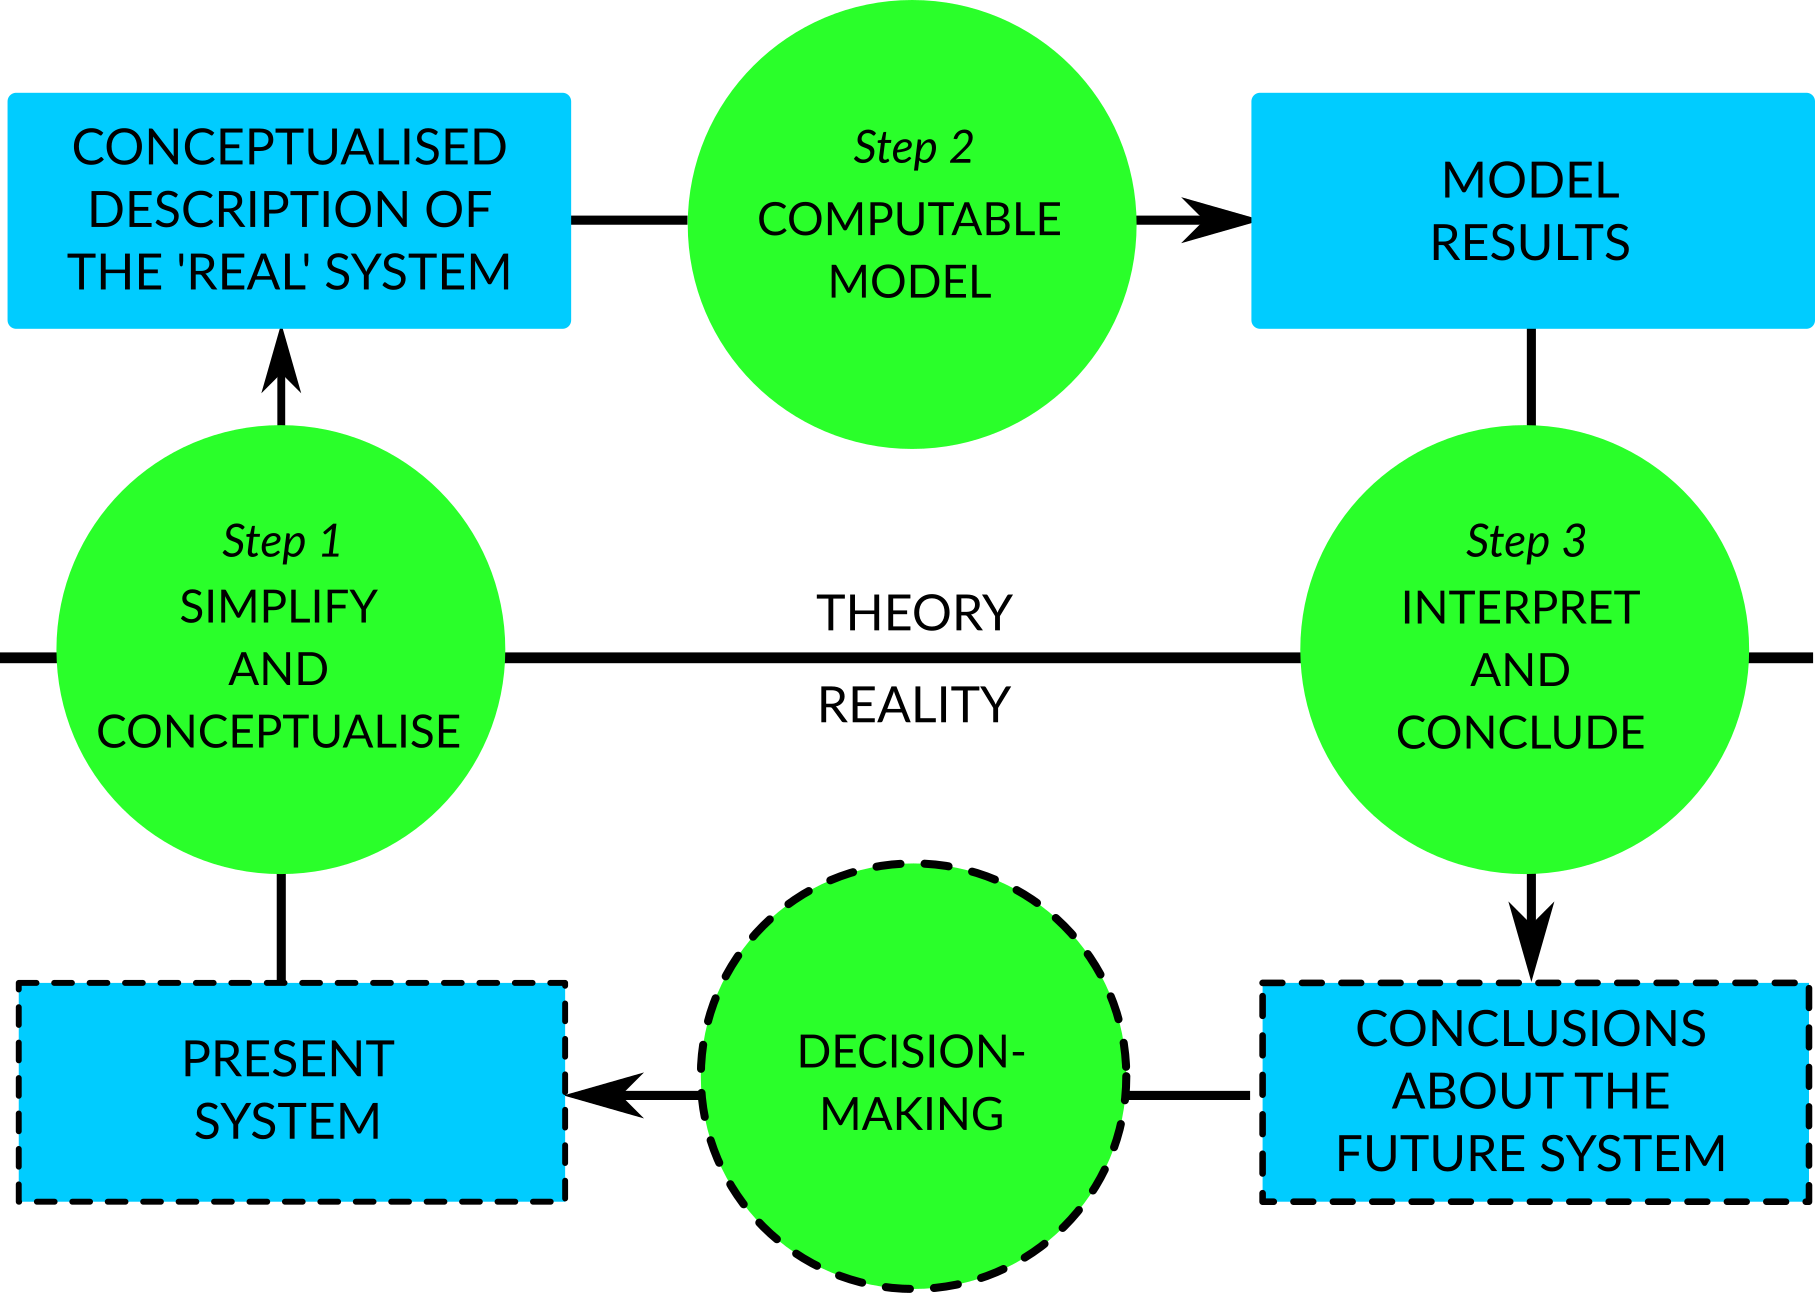 CONCEPTUALISED
DESCRIPTION OF
THE 'REAL' SYSTEM
Step 2
COMPUTABLE
MODEL
MODEL
RESULTS
Step 1
SIMPLIFY
AND
CONCEPTUALISE
THEORY
REALITY
Step 3
INTERPRET
AND
CONCLUDE
PRESENT
SYSTEM
DECISION-
MAKING
CONCLUSIONS
ABOUT THE
FUTURE SYSTEM